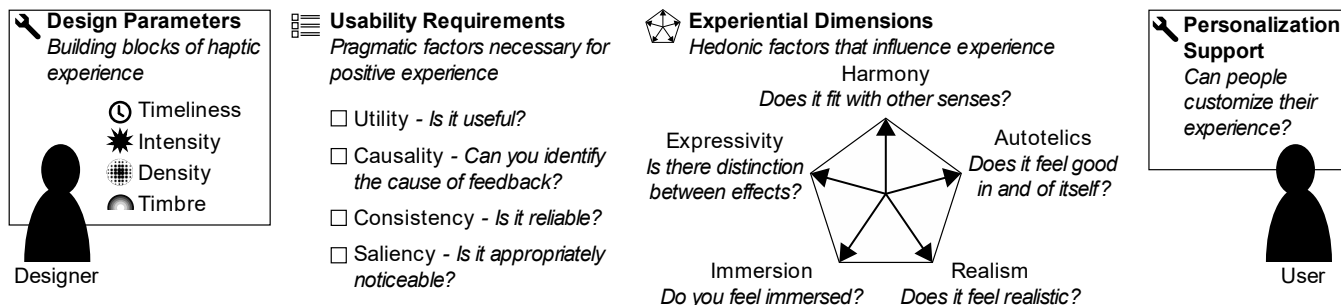 Design Parameters
Building blocks of haptic
experience
Timeliness
Intensity
Density
Timbre
Designer
Usability Requirements
Pragmatic factors necessary for
positive experience
Utility - Is it useful?
Causality - Can you identify
the cause of feedback?
Consistency - Is it reliable?
Saliency - Is it appropriately
noticeable?
Experiential Dimensions
Hedonic factors that influence experience
Harmony
Does it fit with other senses?
Expressivity
Is there distinction
between effects?
Autotelics
Does it feel good
in and of itself?
Immersion
Do you feel immersed?
Realism
Does it feel realistic?
Personalization
Support
Can people
customize their
experience?
User